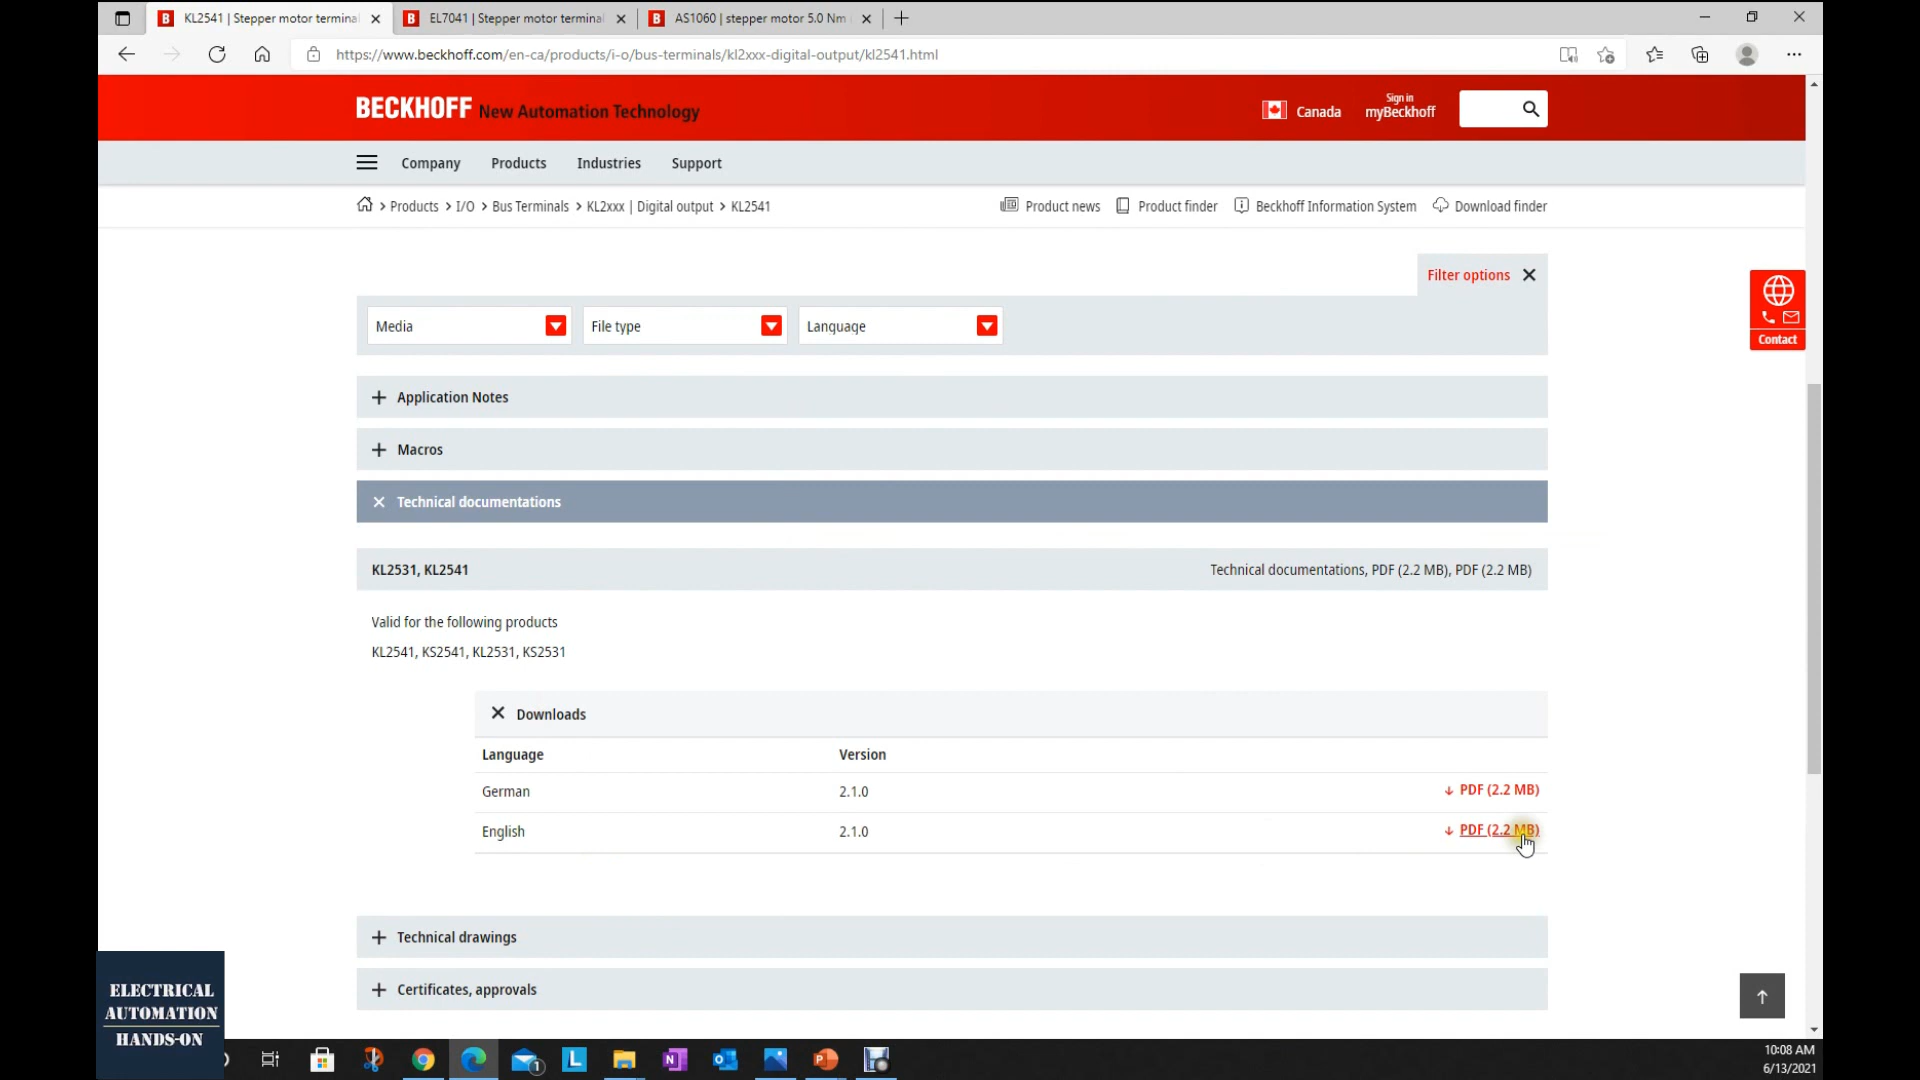 KL2541 | Stepper motor terminal
EL7041 | Stepper motor terminal
AS1060 | stepper motor 5.0 Nm
https://www.beckhoff.com/en-ca/products/i-o/bus-terminals/kl2xxx-digital-output/kl2541.html
BECKHOFF New Automation Technology
Canada
Sign in
myBeckhoff
Company
Products
Industries
Support
> Products > I/O > Bus Terminals > KL2xxx | Digital output > KL2541
Product news
Product finder
Beckhoff Information System
Download finder
Filter options
Media
File type
Language
Contact
Application Notes
Macros
Technical documentations
KL2531, KL2541
Technical documentations, PDF (2.2 MB), PDF (2.2 MB)
Valid for the following products
KL2541, KS2541, KL2531, KS2531
Downloads
Language
Version
German
2.1.0
PDF (2.2 MB)
English
2.1.0
PDF (2.2 MB)
Technical drawings
Certificates, approvals
ELECTRICAL
AUTOMATION
HANDS-ON
10:08 AM
6/13/2021